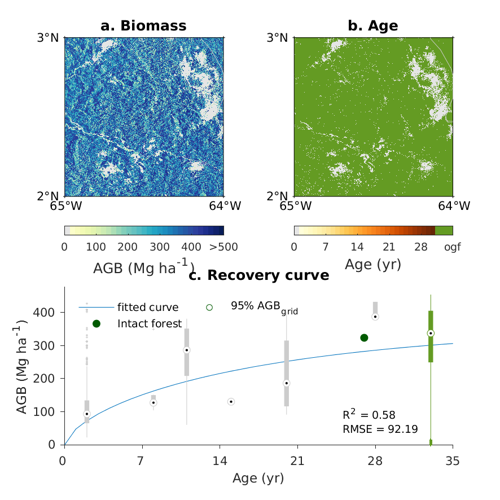 a. Biomass
b. Age
3°N
3°N
2°N
2°N
65°W 64°W
65°W 64°W
0 100 200 300 400 >500
0 7 14 21 28 ogf
AGB (Mg ha⁻¹)
Age (yr)
c. Recovery curve
fitted curve
95% AGB_grid
Intact forest
AGB (Mg ha⁻¹)
400
300
200
100
0
R² = 0.58
RMSE = 92.19
0 7 14 21 28 35
Age (yr)